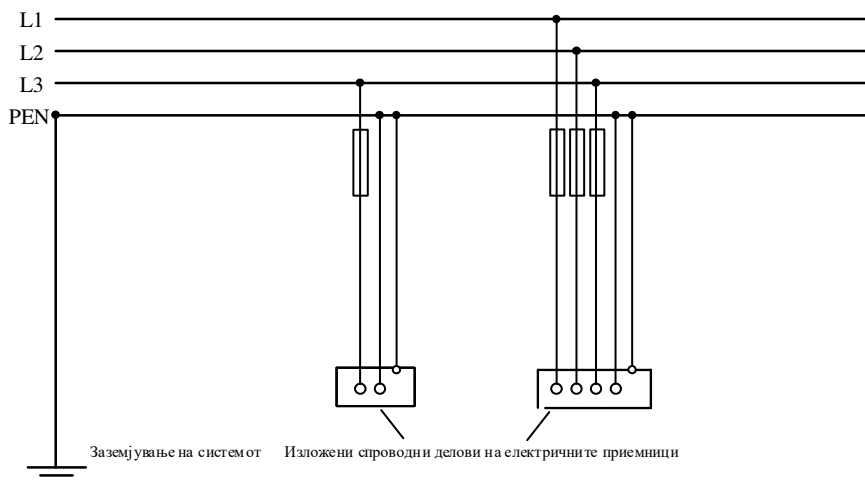 L1
L2
L3
PEN
Заземјување на системот
Изложени спроводни делови на електричните приемници